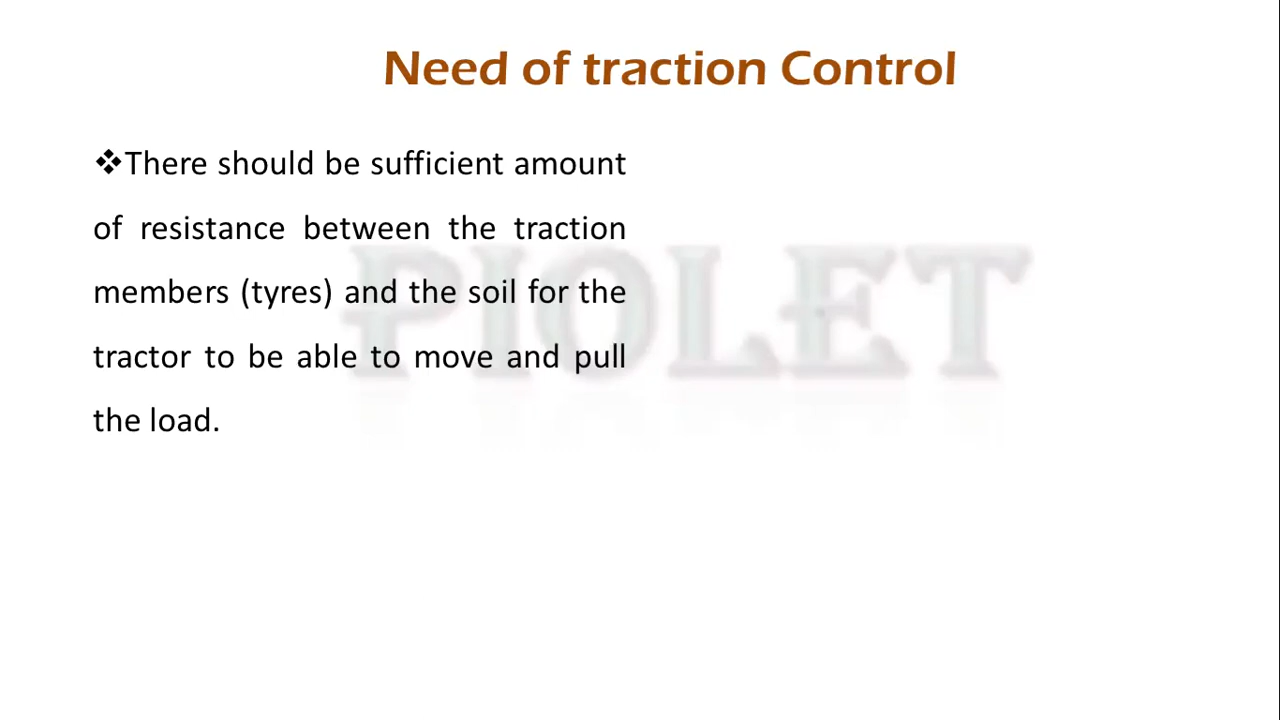 Need of traction Control
❖There should be sufficient amount
of resistance between the traction
members (tyres) and the soil for the
tractor to be able to move and pull
the load.
PIOLET